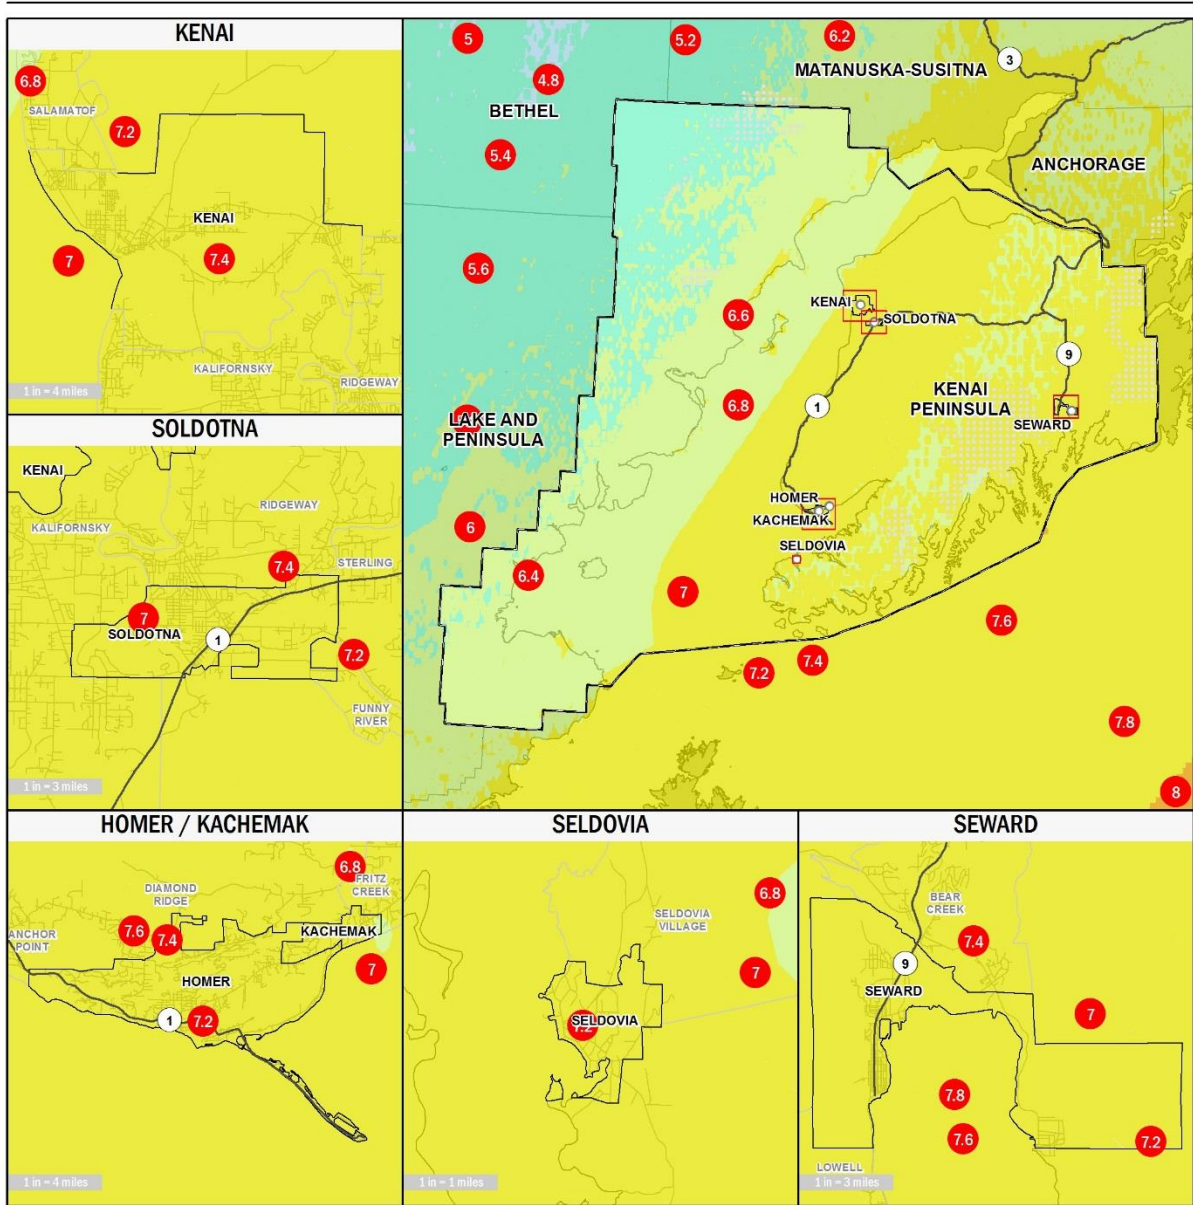 KENAI
6.8
SALAMATOF
7.2
KENAI
7
7.4
KALIFORNSKY
RIDGEWAY
1 in = 4 miles
5
5.2
6.2
3
MATANUSKA-SUSITNA
4.8
BETHEL
5.4
ANCHORAGE
5.6
KENAI
6.6
SOLDOTNA
9
6.8
1
KENAI
PENINSULA
LAKE AND
PENINSULA
SEWARD
HOMER
KACHEMAK
6
SELDOVIA
6.4
7
7.6
7.4
7.2
7.8
8
SOLDOTNA
KENAI
RIDGEWAY
KALIFORNSKY
7.4
STERLING
7
SOLDOTNA
1
7.2
FUNNY
RIVER
1 in = 3 miles
HOMER / KACHEMAK
6.8
DIAMOND
RIDGE
FRITZ
CREEK
7.6
7.4
ANCHOR
POINT
KACHEMAK
7
HOMER
1
7.2
1 in = 4 miles
SELDOVIA
6.8
SELDOVIA
VILLAGE
7
SELDOVIA
7.2
1 in = 1 miles
SEWARD
BEAR
CREEK
7.4
9
SEWARD
7
7.8
7.6
7.2
LOWELL
1 in = 3 miles